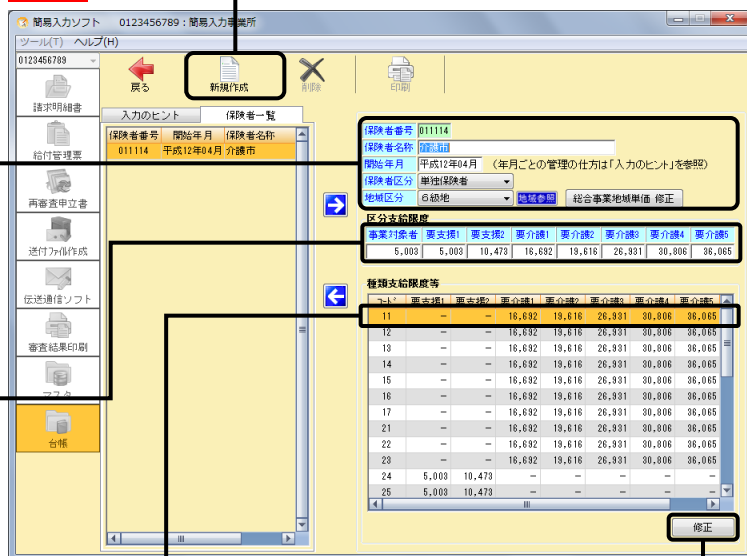 簡易入力ソフト 0123456789：簡易入力事業所
ツール(T) ヘルプ(H)
0123456789
請求明細書
給付管理票
再審査申立書
送付ファイル作成
伝送通信ソフト
審査結果印刷
マスタ
台帳
戻る 新規作成 削除 印刷
入力のヒント 保険者一覧
保険者番号 開始年月 保険者名称
011114 平成12年04月 介護市
保険者番号 011114
保険者名称 介護市
開始年月 平成12年04月 （年月ごとの管理の仕方は「入力のヒント」を参照）
保険者区分 単独保険者
地域区分 6級地 地域参照 総合事業地域単価 修正
区分支給限度
事業対象者 要支援1 要支援2 要介護1 要介護2 要介護3 要介護4 要介護5
5,003 5,003 10,473 16,692 19,616 26,931 30,806 36,065
種類支給限度等
コード 要支援1 要支援2 要介護1 要介護2 要介護3 要介護4 要介護5
11 － － 16,692 19,616 26,931 30,806 36,065
12 － － 16,692 19,616 26,931 30,806 36,065
13 － － 16,692 19,616 26,931 30,806 36,065
14 － － 16,692 19,616 26,931 30,806 36,065
15 － － 16,692 19,616 26,931 30,806 36,065
16 － － 16,692 19,616 26,931 30,806 36,065
17 － － 16,692 19,616 26,931 30,806 36,065
21 － － 16,692 19,616 26,931 30,806 36,065
22 － － 16,692 19,616 26,931 30,806 36,065
23 － － 16,692 19,616 26,931 30,806 36,065
24 5,003 10,473 － － － － －
25 5,003 10,473 － － － － －
修正